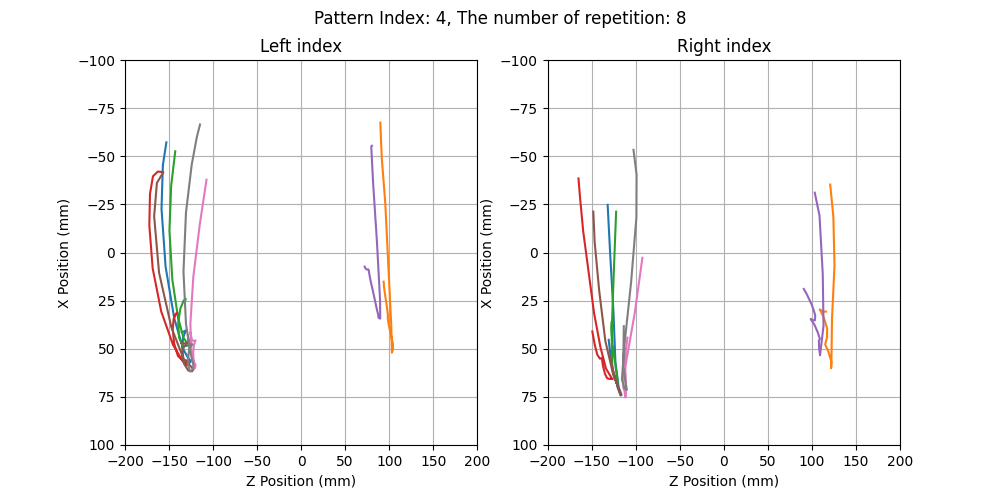 Pattern Index: 4, The number of repetition: 8
Left index
Right index
−100
−75
−50
−25
0
25
50
75
100
X Position (mm)
−200 −150 −100 −50 0 50 100 150 200
Z Position (mm)
−100
−75
−50
−25
0
25
50
75
100
X Position (mm)
−200 −150 −100 −50 0 50 100 150 200
Z Position (mm)